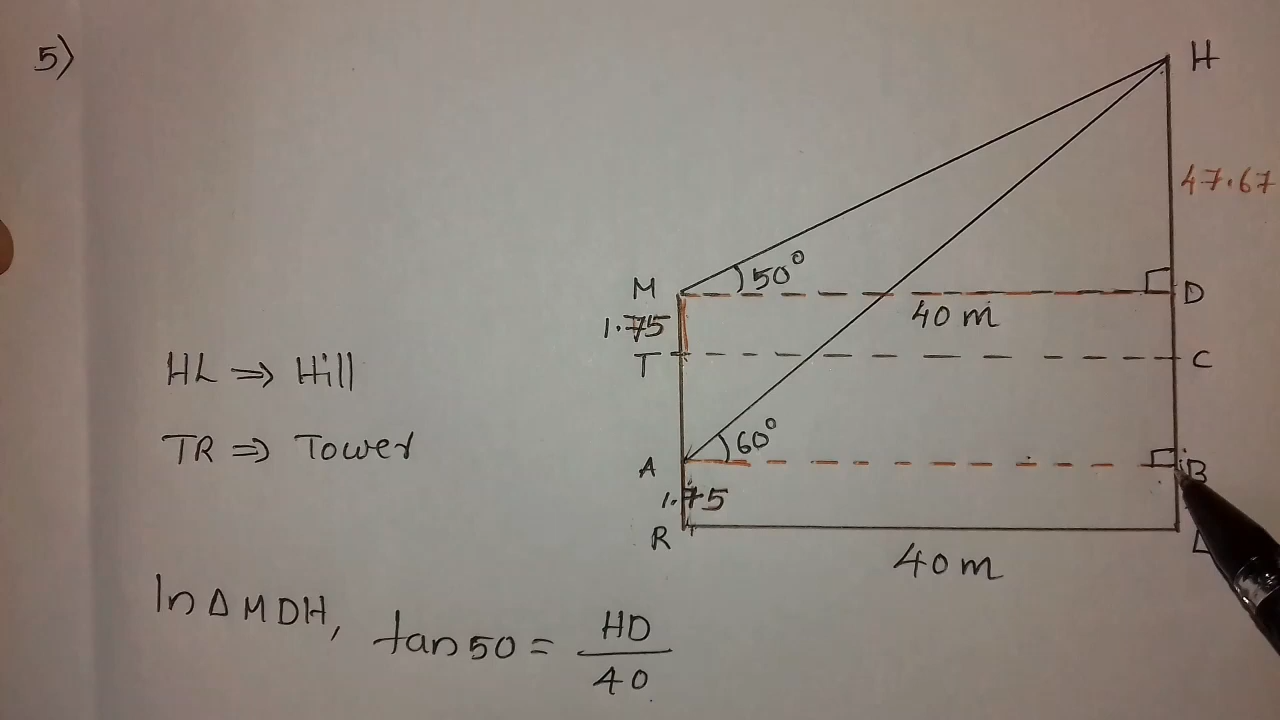 5)
H
47.67
50°
M
D
1.75
40 m
T
C
HL ⇒ Hill
60°
TR ⇒ Tower
A
B
1.75
R
40 m
In △ MDH, tan 50 = HD
40